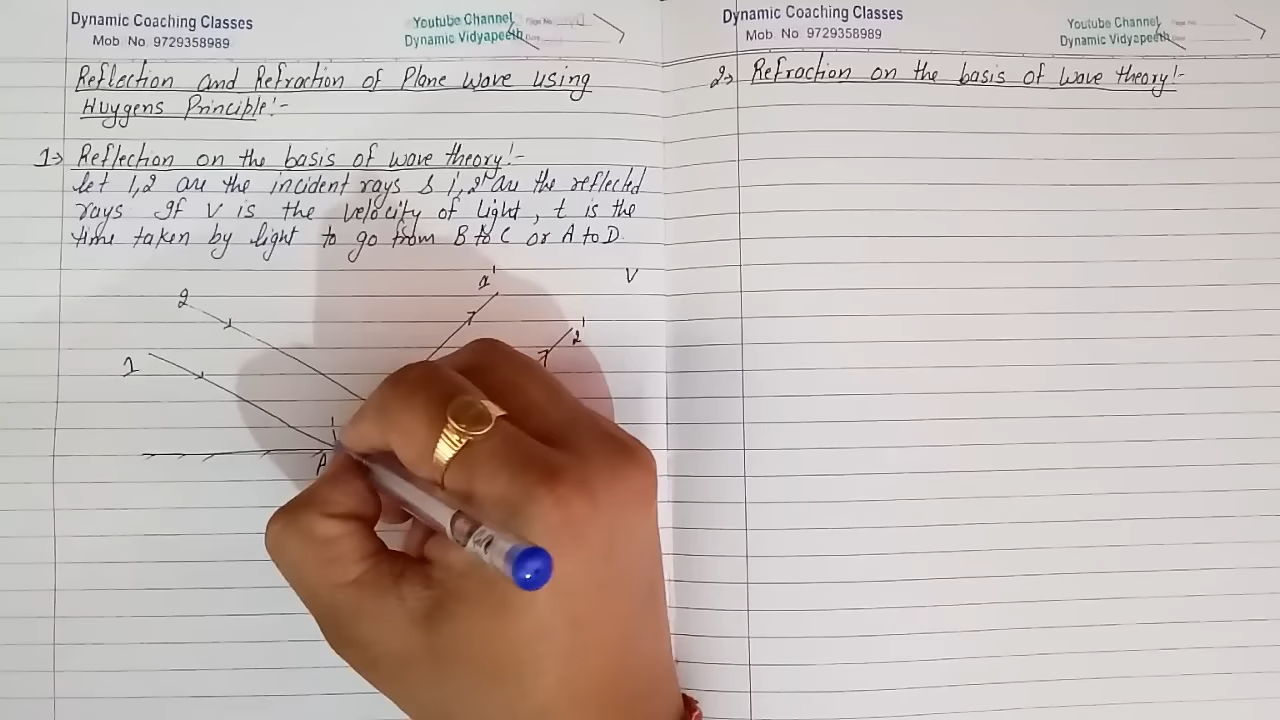 Dynamic Coaching Classes
Mob No. 9729358989
Youtube Channel
Dynamic Vidyapeeth
Page No.
Date
Reflection and Refraction of Plane wave using
Huygens Principle!-
1→ Reflection on the basis of wave theory!-
let 1,2 are the incident rays & 1',2' are the reflected
rays If V is the velocity of light, t is the
time taken by light to go from B to C or A to D.
V
2
1
2'
A
Dynamic Coaching Classes
Mob No. 9729358989
Youtube Channel
Dynamic Vidyapeeth
2→ Refraction on the basis of wave theory!-